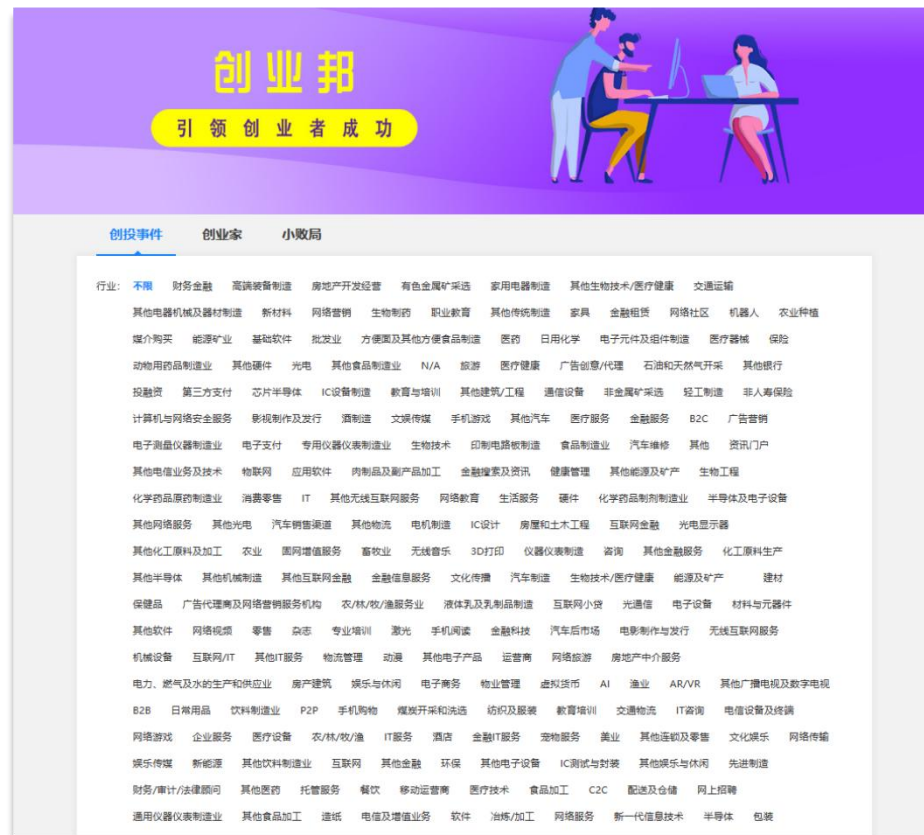 创业邦
引领创业者成功
创投事件 创业家 小败局
行业: 不限 财务金融 高端装备制造 房地产开发经营 有色金属矿采选 家用电器制造 其他生物技术/医疗健康 交通运输
其他电器机械及器材制造 新材料 网络营销 生物制药 职业教育 其他传统制造 家具 金融租赁 网络社区 机器人 农业种植
媒介购买 能源矿业 基础软件 批发业 方便面及其他方便食品制造 医药 日用化学 电子元件及组件制造 医疗器械 保险
动物用药品制造业 其他硬件 光电 其他食品制造业 N/A 旅游 医疗健康 广告创意/代理 石油和天然气开采 其他银行
投融资 第三方支付 芯片半导体 IC设备制造 教育与培训 其他建筑/工程 通信设备 非金属矿采选 轻工制造 非人寿保险
计算机与网络安全服务 影视制作及发行 酒制造 文娱传媒 手机游戏 其他汽车 医疗服务 金融服务 B2C 广告营销
电子测量仪器制造业 电子支付 专用仪器仪表制造业 生物技术 印制电路板制造 食品制造业 汽车维修 其他 资讯门户
其他电信业务及技术 物联网 应用软件 肉制品及副产品加工 金融搜索及资讯 健康管理 其他能源及矿产 生物工程
化学药品原药制造业 消费零售 IT 其他无线互联网服务 网络教育 生活服务 硬件 化学药品制剂制造业 半导体及电子设备
其他网络服务 其他光电 汽车销售渠道 其他物流 电机制造 IC设计 房屋和土木工程 互联网金融 光电显示器
其他化工原料及加工 农业 固网增值服务 畜牧业 无线音乐 3D打印 仪器仪表制造 咨询 其他金融服务 化工原料生产
其他半导体 其他机械制造 其他互联网金融 金融信息服务 文化传播 汽车制造 生物技术/医疗健康 能源及矿产 建材
保健品 广告代理商及网络营销服务机构 农/林/牧/渔服务业 液体乳及乳制品制造 互联网小贷 光通信 电子设备 材料与元器件
其他软件 网络视频 零售 杂志 专业培训 激光 手机阅读 金融科技 汽车后市场 电影制作与发行 无线互联网服务
机械设备 互联网/IT 其他IT服务 物流管理 动漫 其他电子产品 运营商 网络旅游 房地产中介服务
电力、燃气及水的生产和供应业 房产建筑 娱乐与休闲 电子商务 物业管理 虚拟货币 AI 渔业 AR/VR 其他广播电视及数字电视
B2B 日常用品 饮料制造业 P2P 手机购物 煤炭开采和洗选 纺织及服装 教育培训 交通物流 IT咨询 电信设备及终端
网络游戏 企业服务 医疗设备 农/林/牧/渔 IT服务 酒店 金融IT服务 宠物服务 美业 其他连锁及零售 文化娱乐 网络传输
娱乐传媒 新能源 其他饮料制造业 互联网 其他金融 环保 其他电子设备 IC测试与封装 其他娱乐与休闲 先进制造
财务/审计/法律顾问 其他医药 托管服务 餐饮 移动运营商 医疗技术 食品加工 C2C 配送及仓储 网上招聘
通用仪器仪表制造业 其他食品加工 造纸 电信及增值业务 软件 冶炼/加工 网络服务 新一代信息技术 半导体 包装